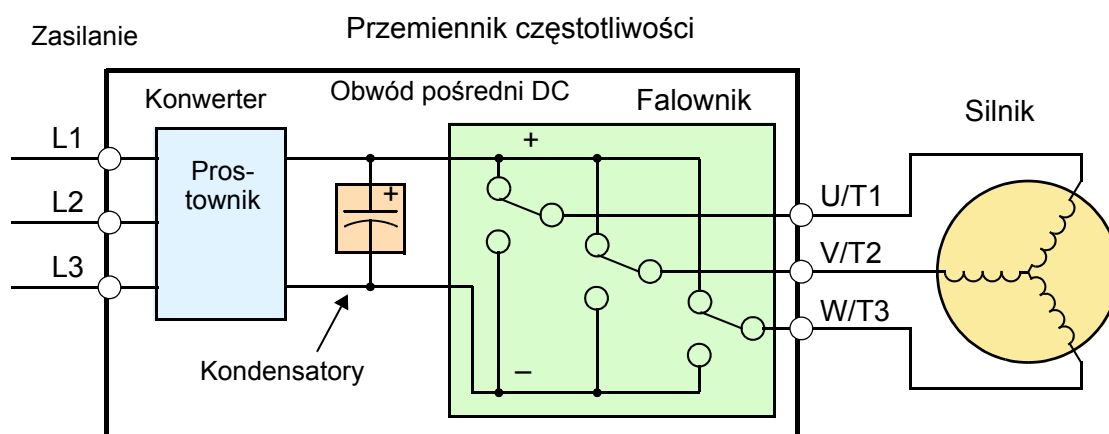 Zasilanie
Przemiennik częstotliwości
Konwerter
Obwód pośredni DC
Falownik
Silnik
L1
L2
L3
Pros-
townik
+
+
–
U/T1
V/T2
W/T3
Kondensatory